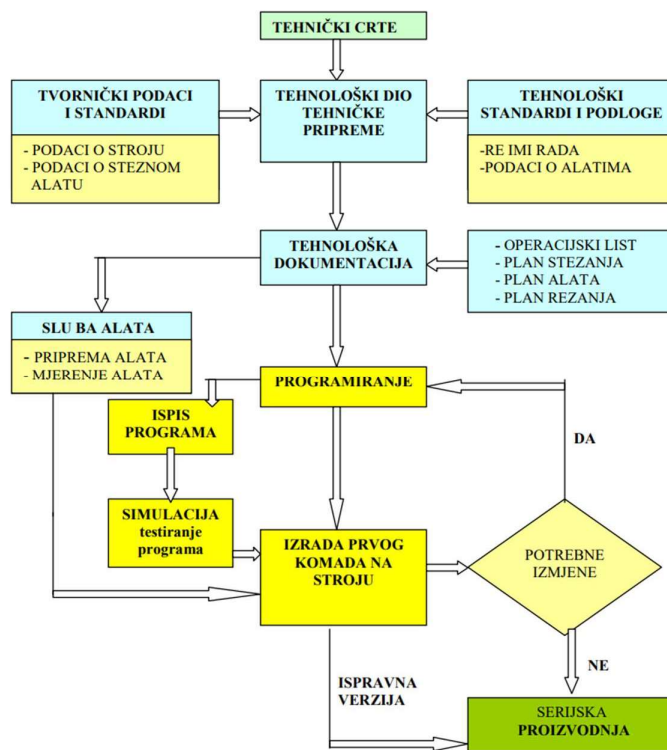 TEHNIČKI CRTE
TVORNIČKI PODACI
I STANDARDI
- PODACI O STROJU
- PODACI O STEZNOM
ALATU
TEHNOLOŠKI DIO
TEHNIČKE
PRIPREME
TEHNOLOŠKI
STANDARDI I PODLOGE
-RE IMI RADA
-PODACI O ALATIMA
TEHNOLOŠKA
DOKUMENTACIJA
- OPERACIJSKI LIST
- PLAN STEZANJA
- PLAN ALATA
- PLAN REZANJA
SLU BA ALATA
- PRIPREMA ALATA
- MJERENJE ALATA
PROGRAMIRANJE
ISPIS
PROGRAMA
DA
SIMULACIJA
testiranje
programa
IZRADA PRVOG
KOMADA NA
STROJU
POTREBNE
IZMJENE
ISPRAVNA
VERZIJA
NE
SERIJSKA
PROIZVODNJA